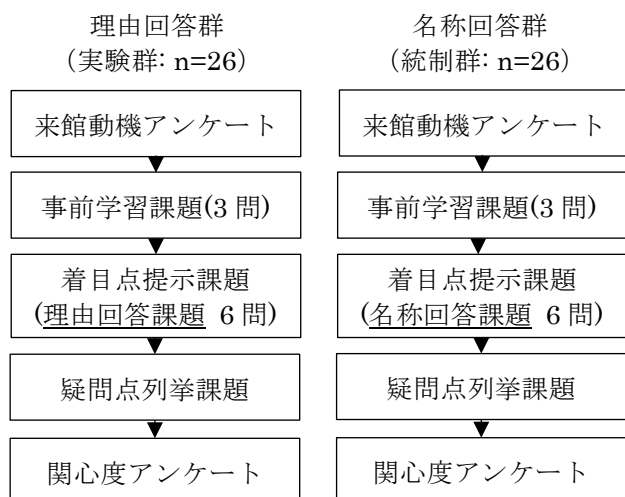 理由回答群
（実験群: n=26）
来館動機アンケート
事前学習課題(3 問)
着目点提示課題
(理由回答課題 6 問)
疑問点列挙課題
関心度アンケート
名称回答群
（統制群: n=26）
来館動機アンケート
事前学習課題(3 問)
着目点提示課題
(名称回答課題 6 問)
疑問点列挙課題
関心度アンケート